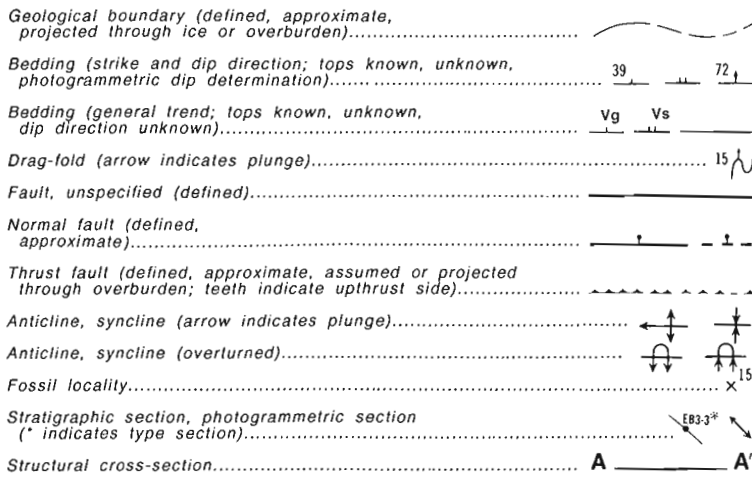 Geological boundary (defined, approximate,
projected through ice or overburden)
Bedding (strike and dip direction; tops known, unknown,
photogrammetric dip determination) 39 72
Bedding (general trend; tops known, unknown,
dip direction unknown) Vg Vs
Drag-fold (arrow indicates plunge) 15
Fault, unspecified (defined)
Normal fault (defined,
approximate)
Thrust fault (defined, approximate, assumed or projected
through overburden; teeth indicate upthrust side)
Anticline, syncline (arrow indicates plunge)
Anticline, syncline (overturned)
Fossil locality ×15
Stratigraphic section, photogrammetric section
(* indicates type section) EB3-3*
Structural cross-section A A'